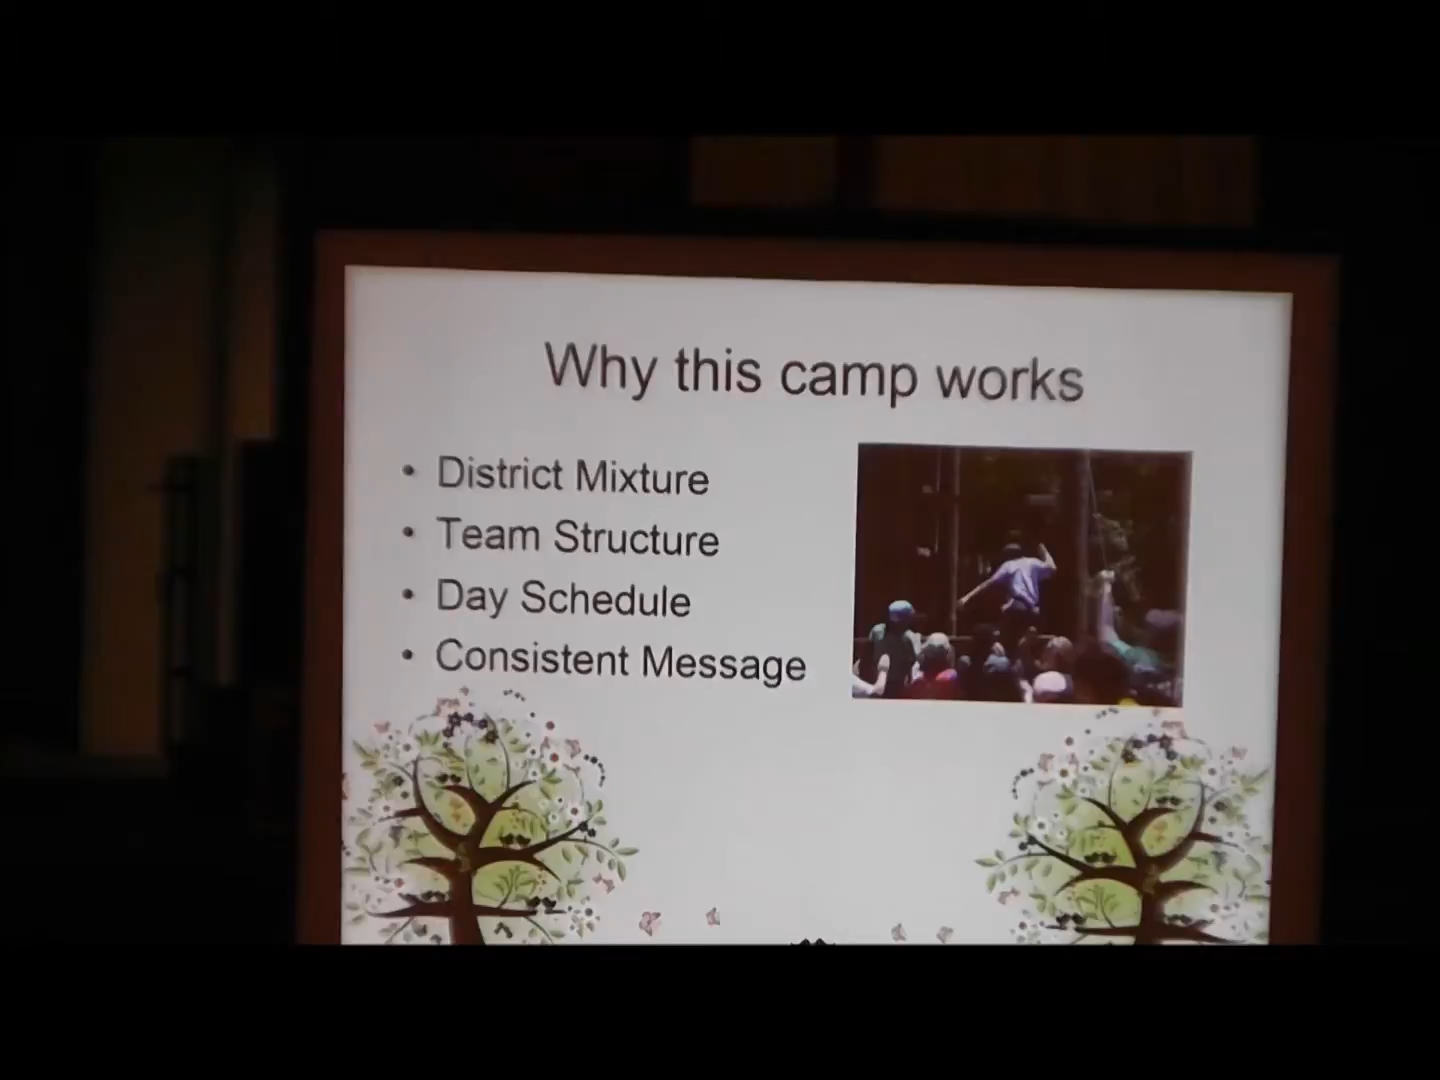 Why this camp works
• District Mixture
• Team Structure
• Day Schedule
• Consistent Message